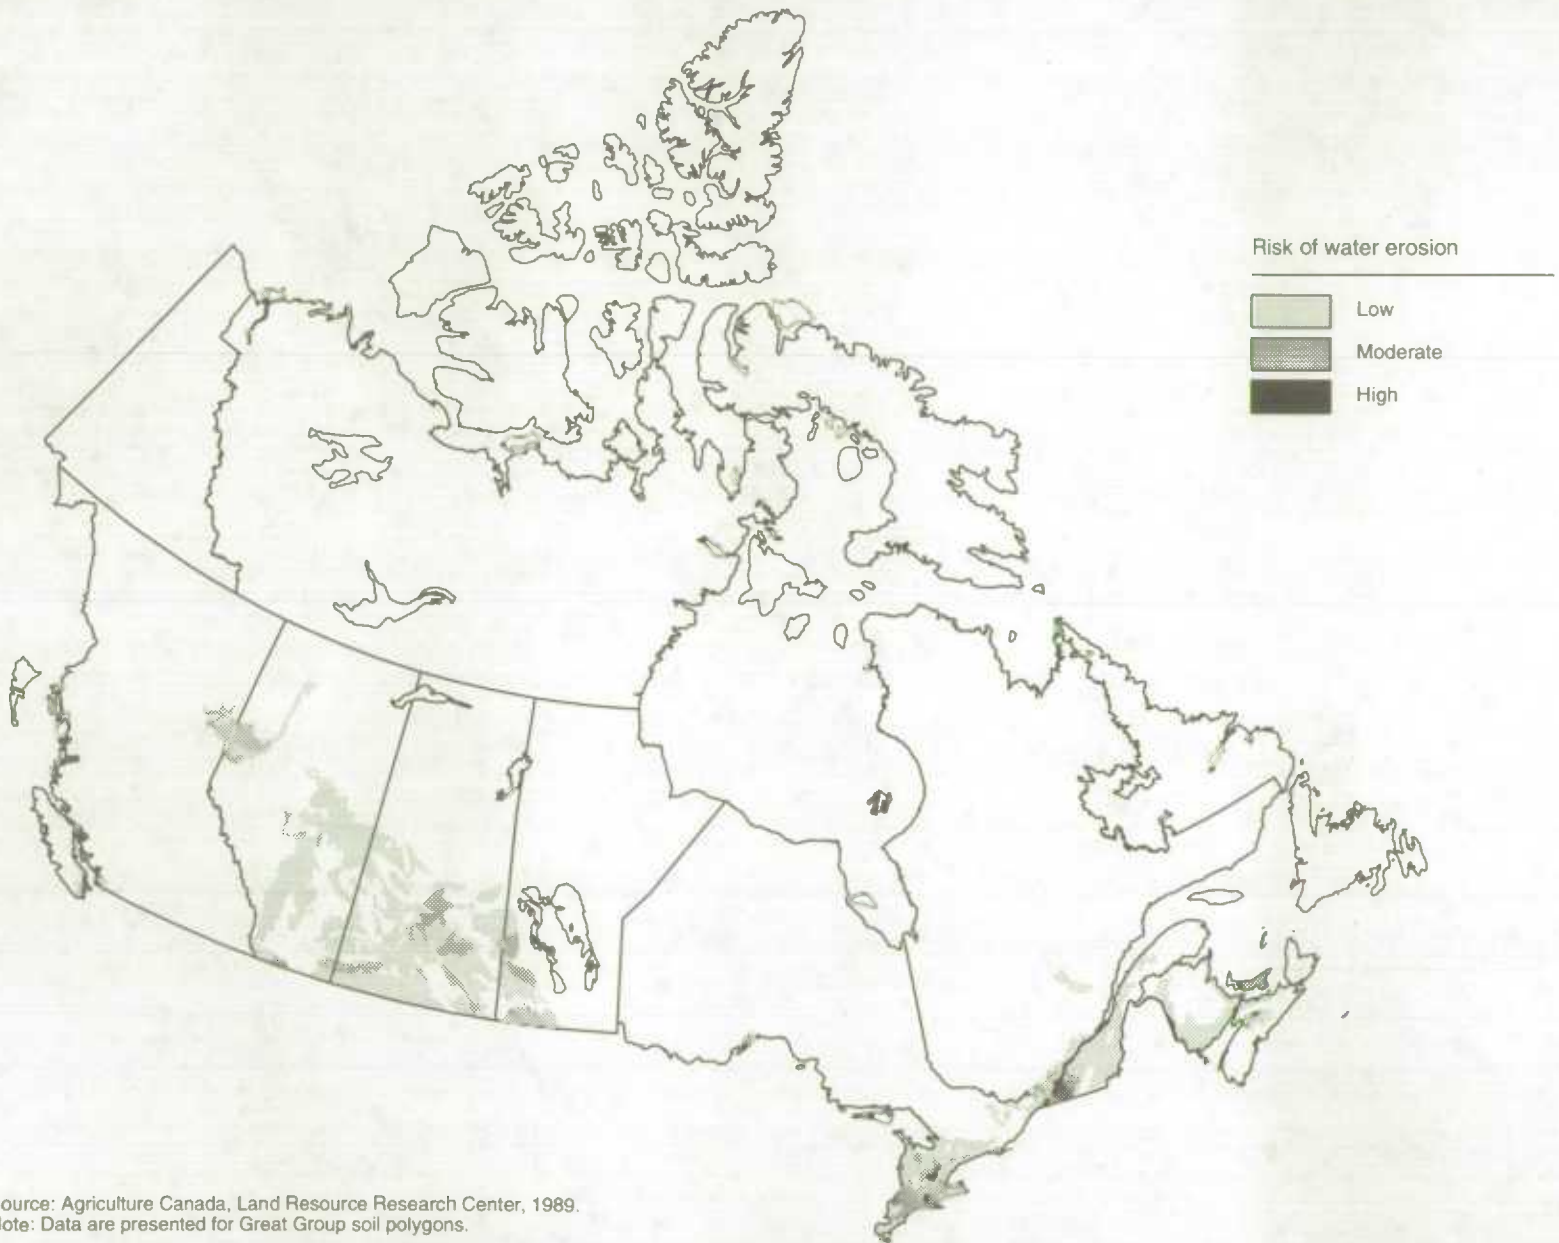 Risk of water erosion
Low
Moderate
High
ource: Agriculture Canada, Land Resource Research Center, 1989.
lote: Data are presented for Great Group soil polygons.